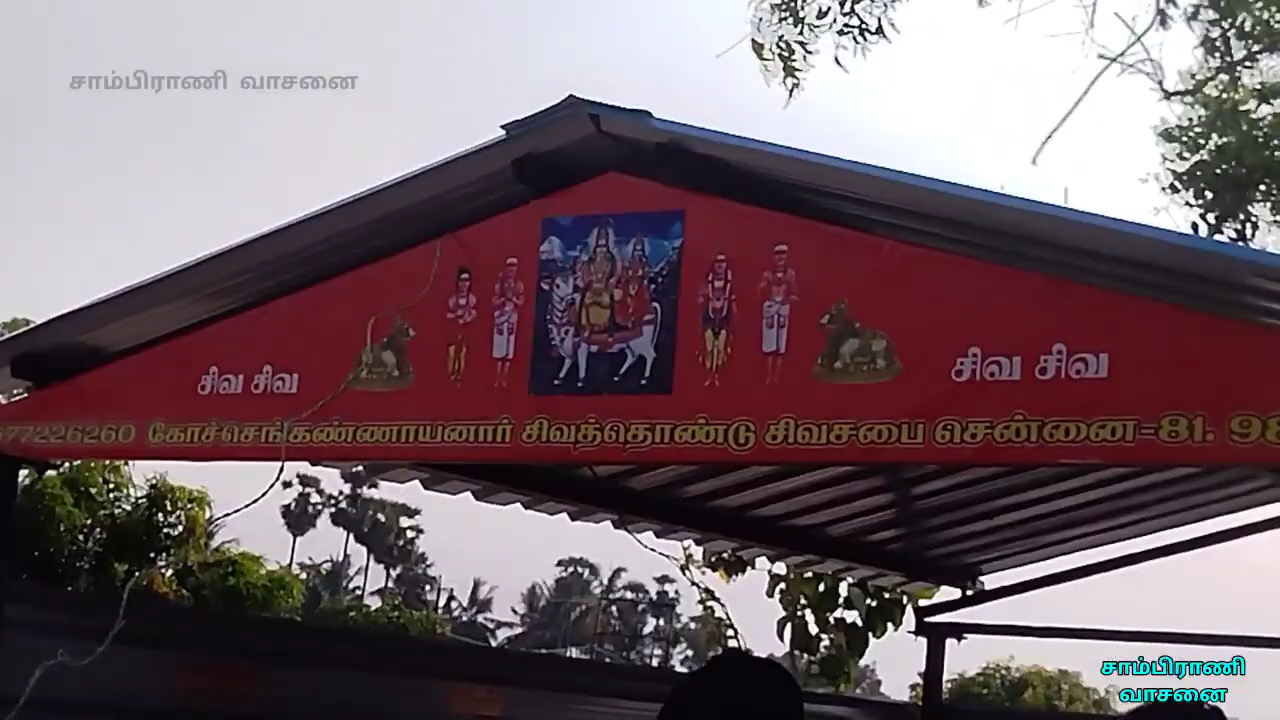 சாம்பிராணி வாசனை
சிவ சிவ
சிவ சிவ
77226260 கோச்செங்கண்ணாயனார் சிவத்தொண்டு சிவசபை சென்னை-81. 98
சாம்பிராணி
வாசனை